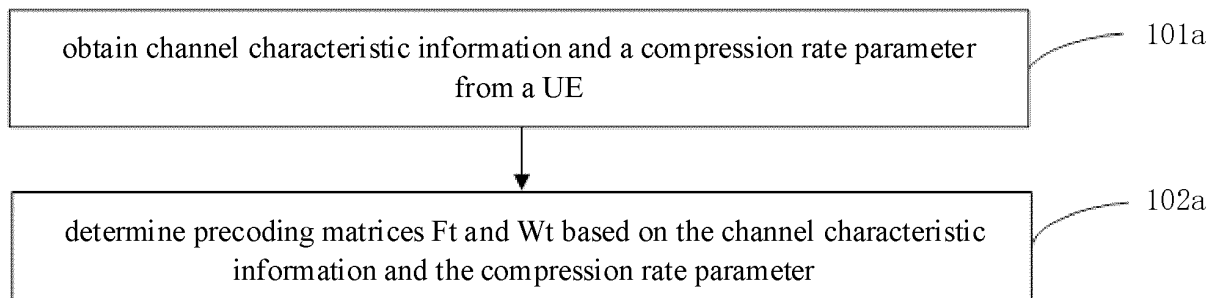 obtain channel characteristic information and a compression rate parameter
from a UE
101a
determine precoding matrices Ft and Wt based on the channel characteristic
information and the compression rate parameter
102a